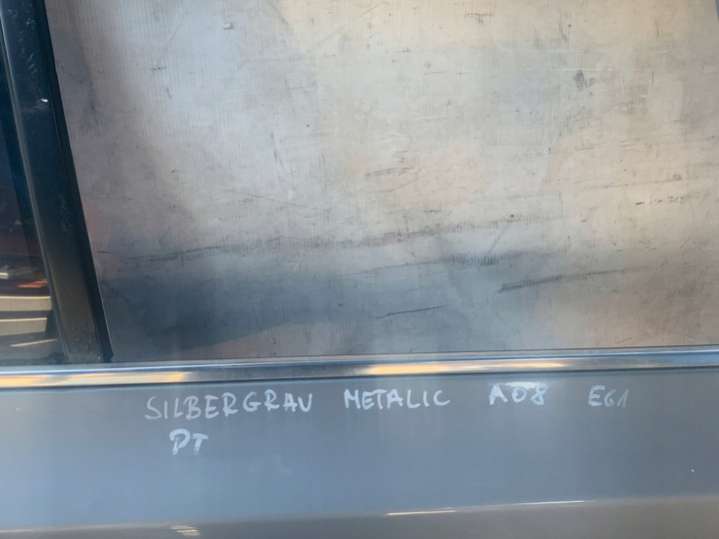 SILBERGRAU METALIC A08 E61
PT